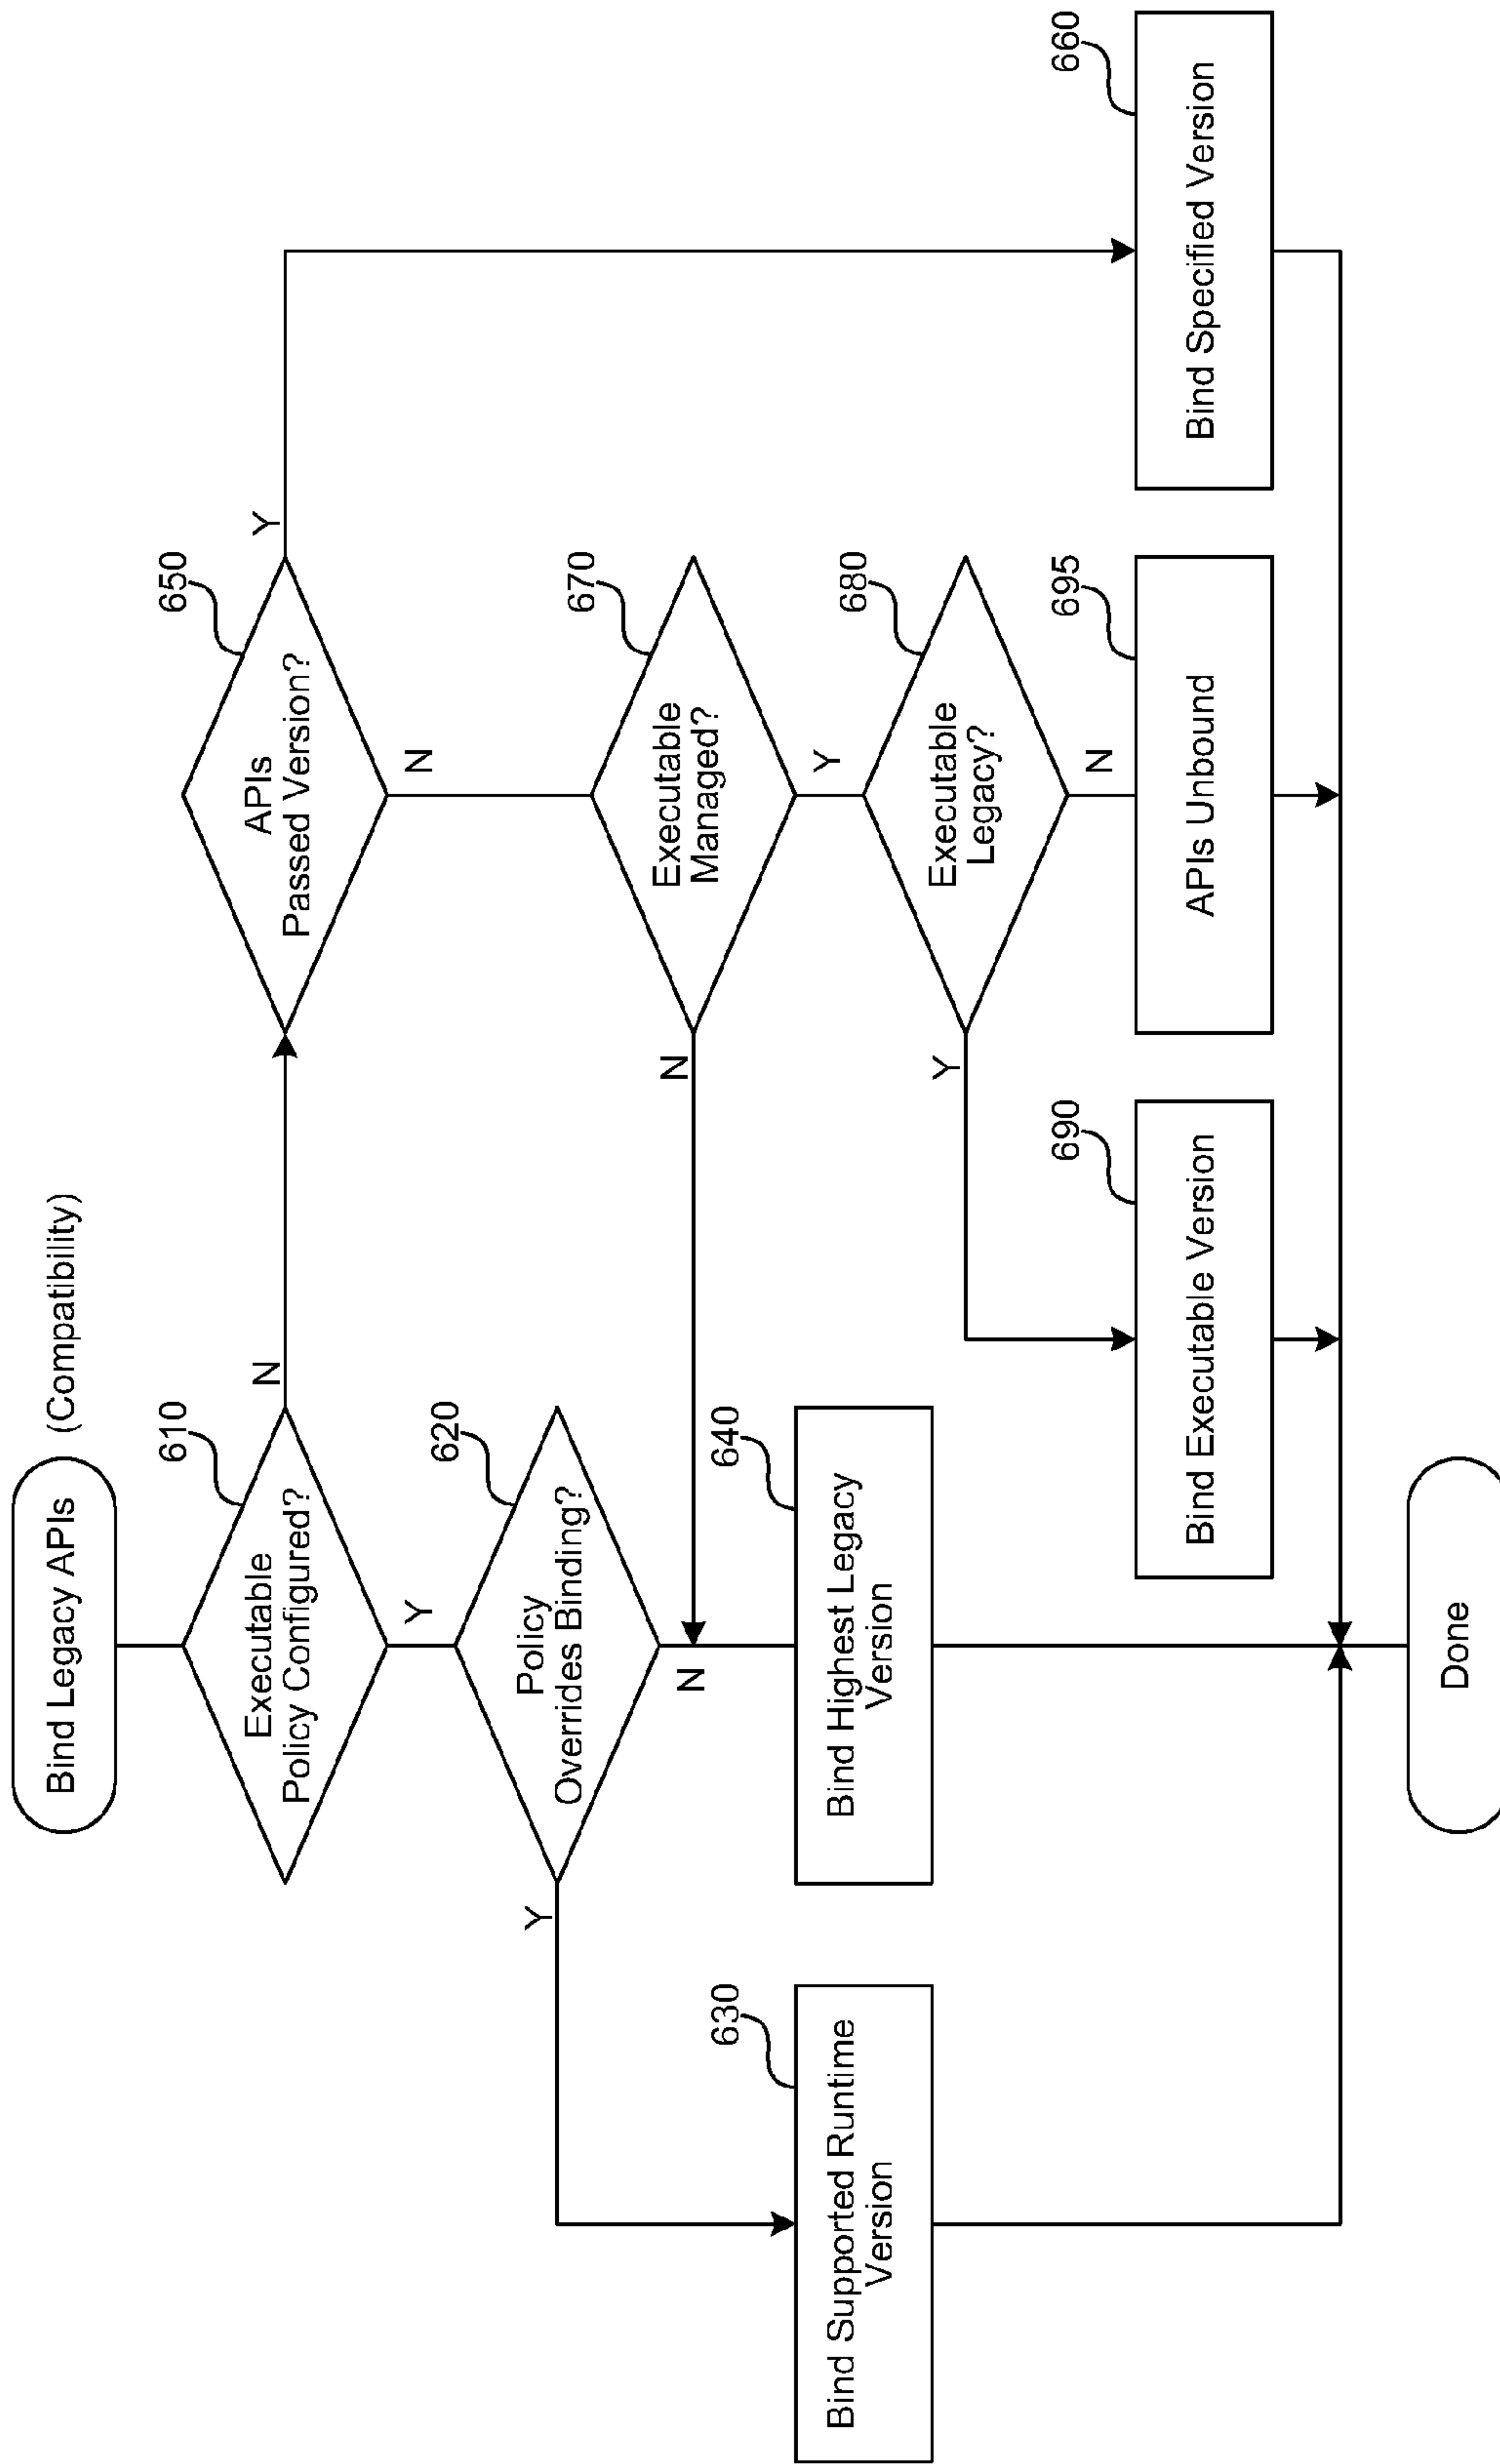 Bind Legacy APIs
(Compatibility)
610
Executable
Policy Configured?
N
Y
650
APIs
Passed Version?
Y
N
620
Policy
Overrides Binding?
Y
N
670
Executable
Managed?
N
Y
630
Bind Supported Runtime
Version
640
Bind Highest Legacy
Version
680
Executable
Legacy?
Y
N
690
Bind Executable Version
695
APIs Unbound
660
Bind Specified Version
Done